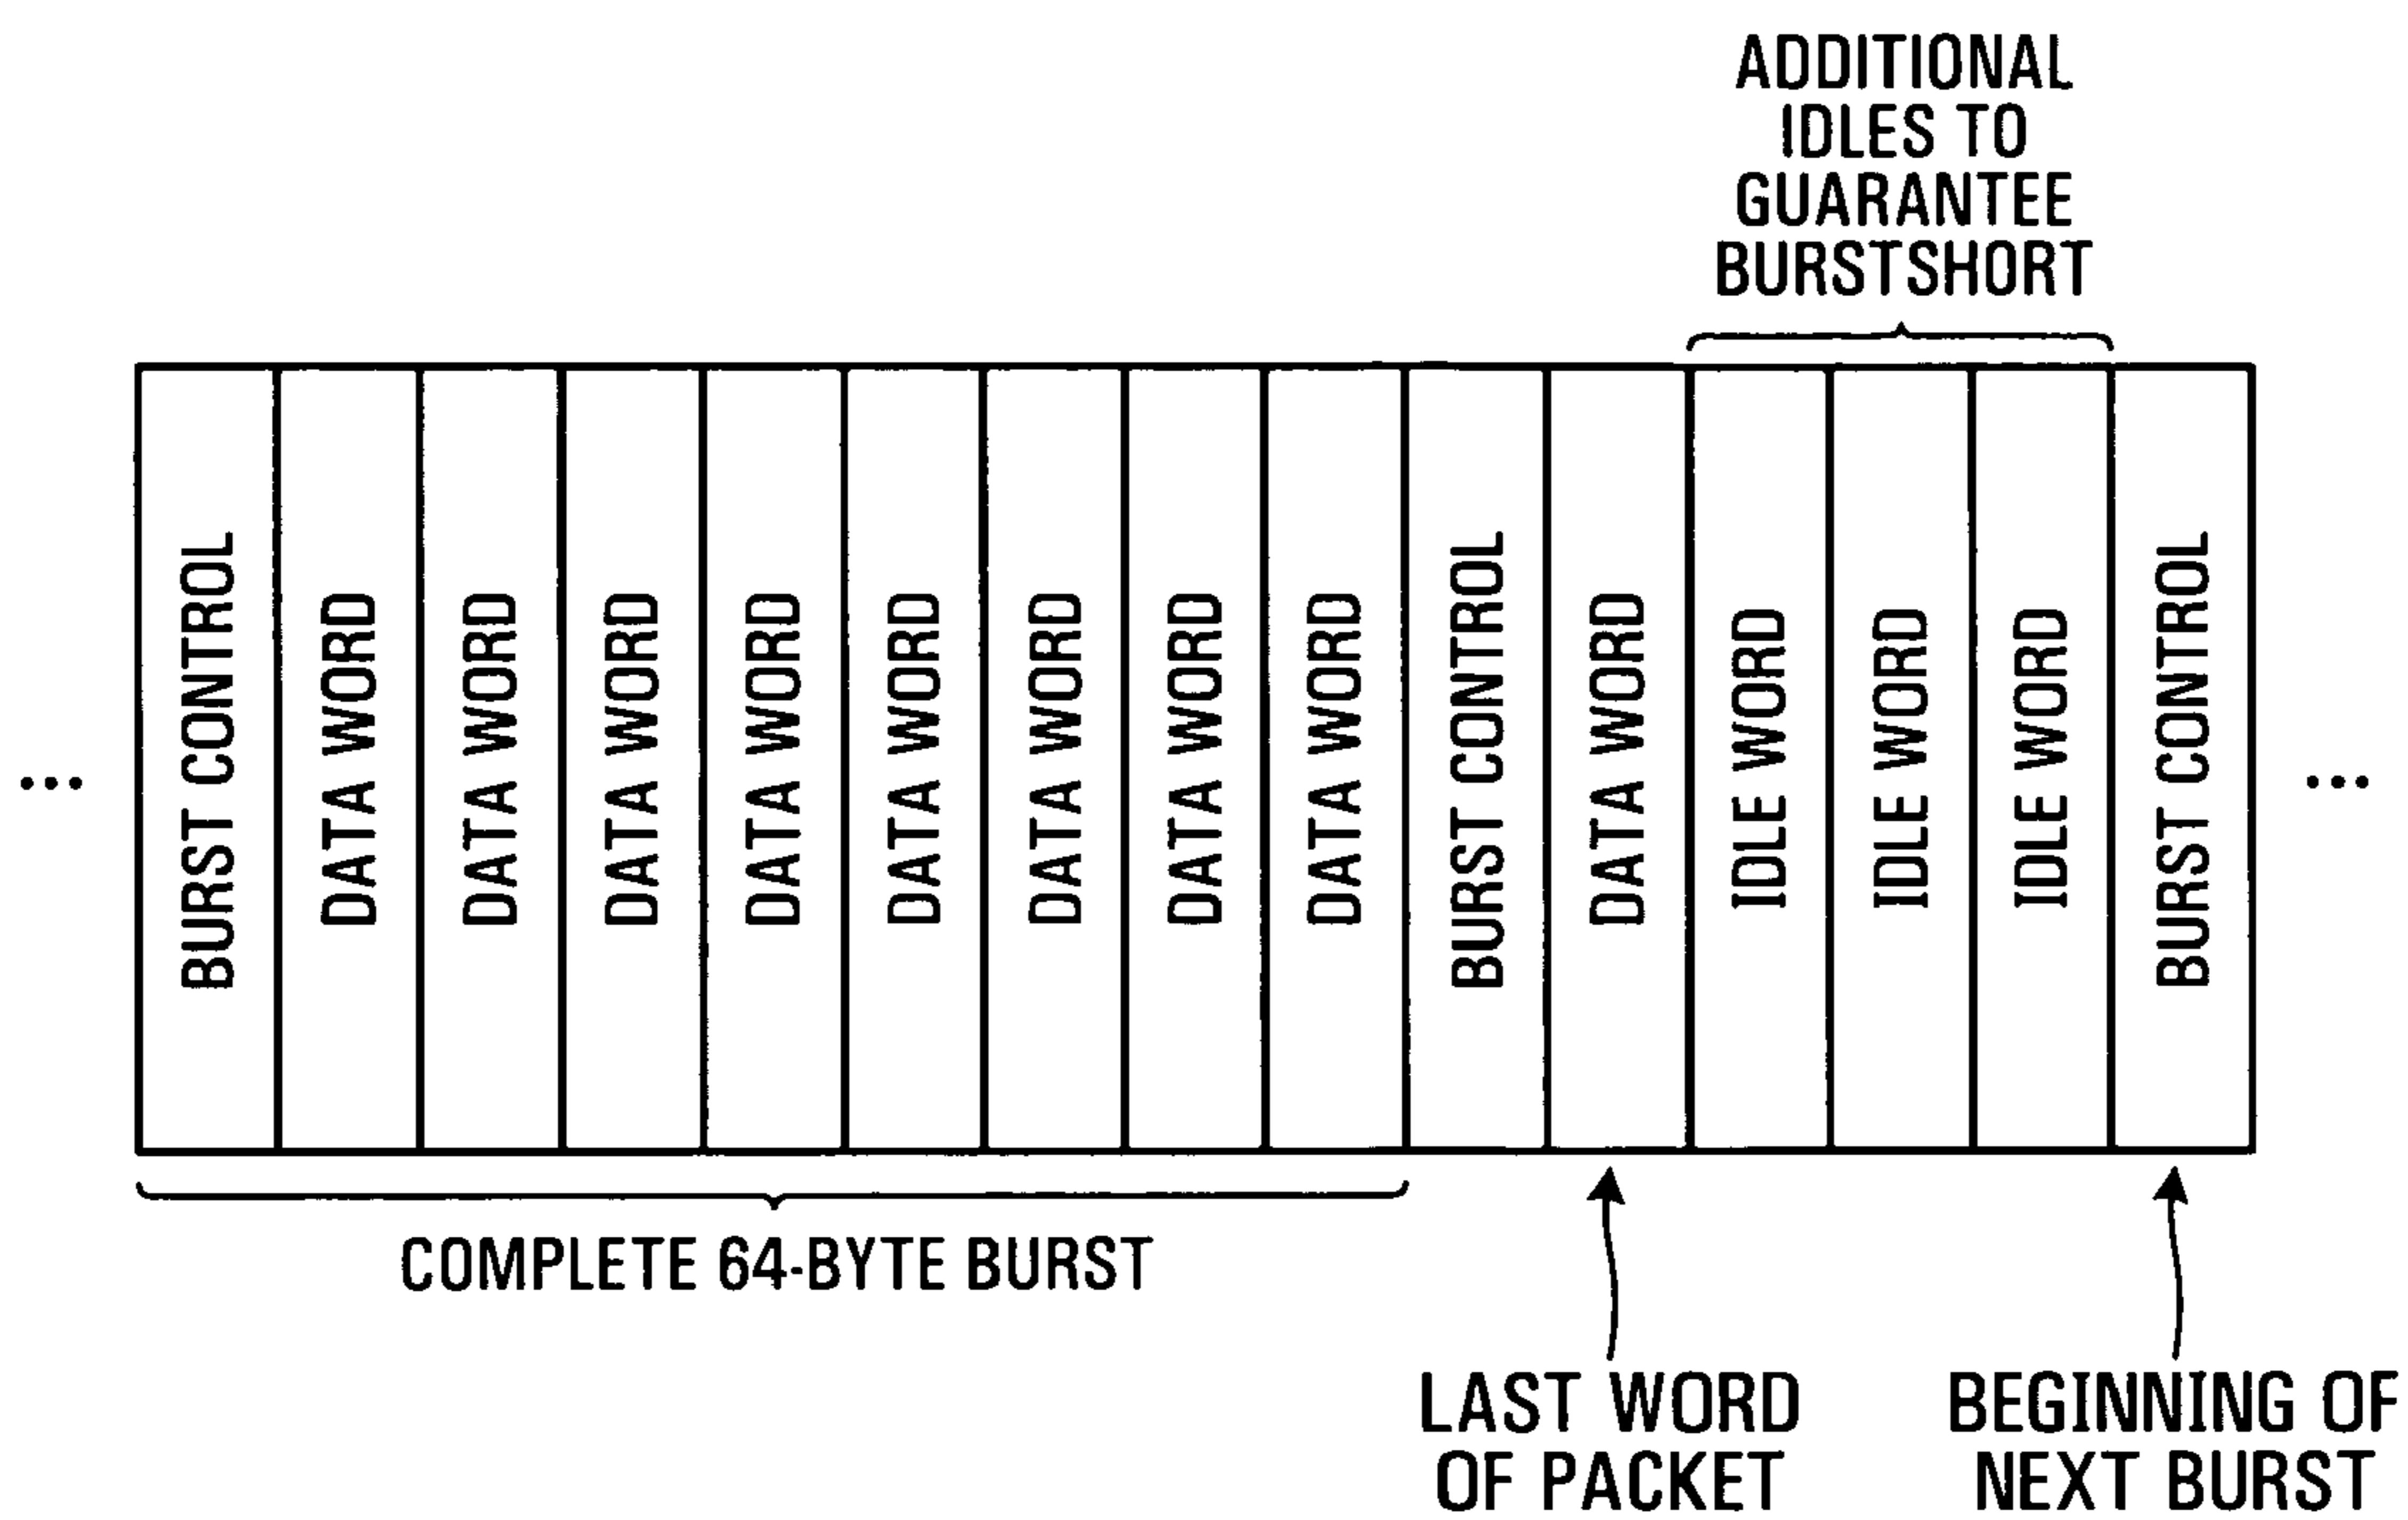 ADDITIONAL
IDLES TO
GUARANTEE
BURSTSHORT
...
BURST CONTROL
DATA WORD
DATA WORD
DATA WORD
DATA WORD
DATA WORD
DATA WORD
DATA WORD
DATA WORD
BURST CONTROL
DATA WORD
IDLE WORD
IDLE WORD
IDLE WORD
BURST CONTROL
...
COMPLETE 64-BYTE BURST
LAST WORD
OF PACKET
BEGINNING OF
NEXT BURST